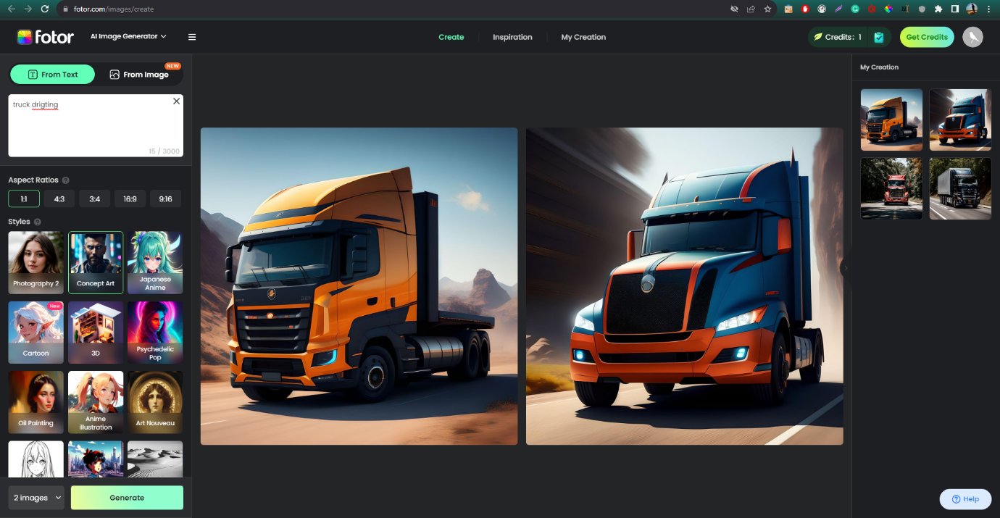 fotor.com/images/create
fotor
AI Image Generator
Create
Inspiration
My Creation
Credits: 1
Get Credits
From Text
From Image
NEW
truck drigting
15 / 3000
Aspect Ratios
1:1
4:3
3:4
16:9
9:16
Styles
Photography 2
Concept Art
Japanese
Anime
New
Cartoon
3D
Psychedelic
Pop
Oil Painting
Anime
Illustration
Art Nouveau
2 images
Generate
My Creation
Help